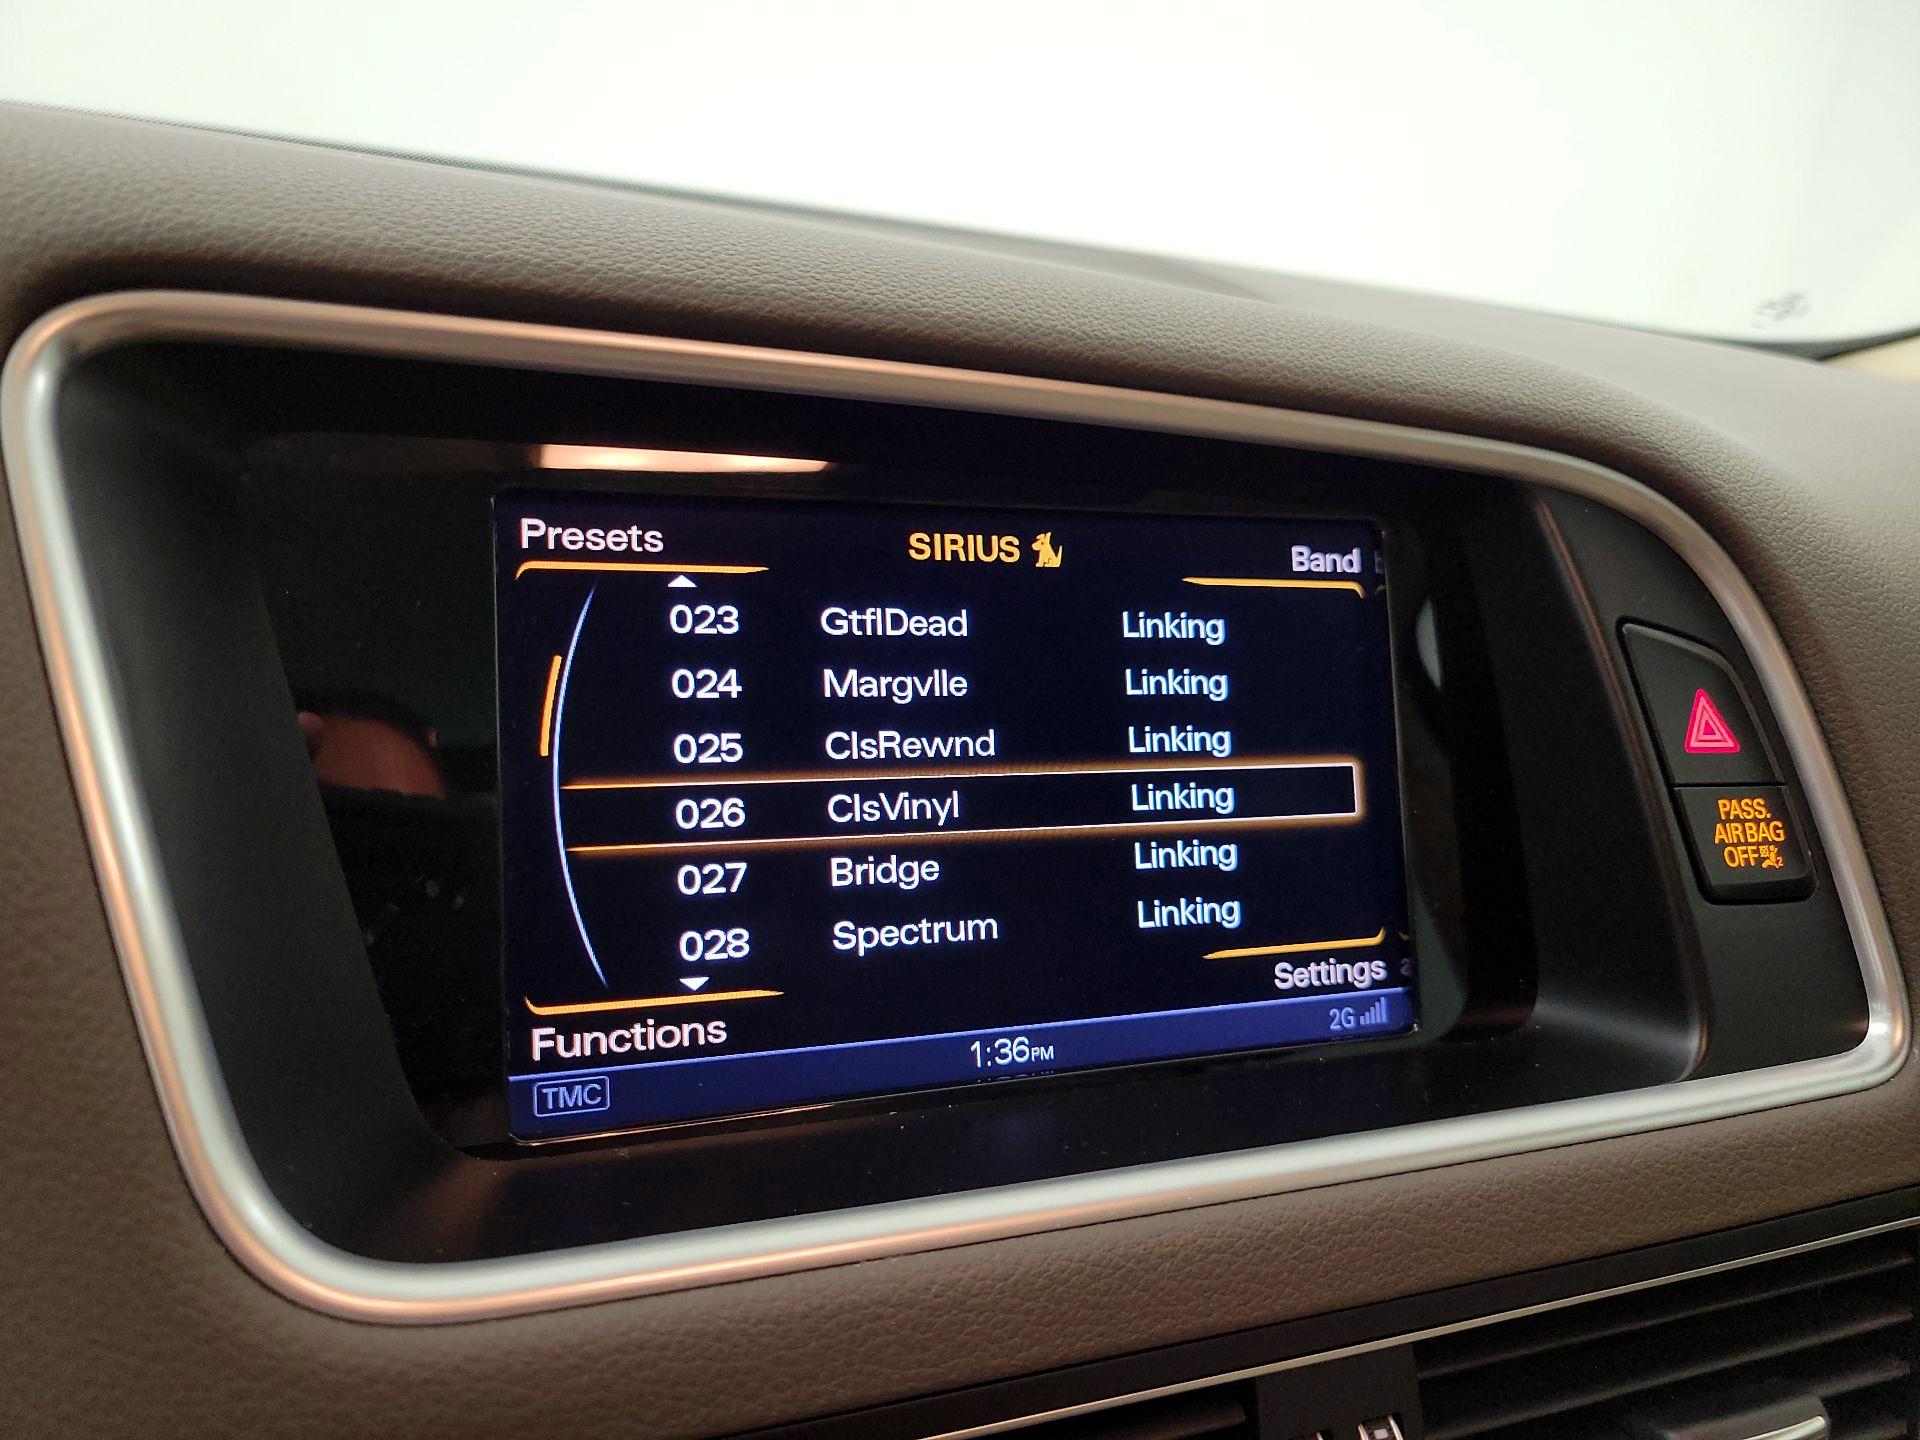 Presets
SIRIUS
Band
023 GtflDead Linking
024 Margvlle Linking
025 ClsRewnd Linking
026 ClsVinyl Linking
027 Bridge Linking
028 Spectrum Linking
Settings
Functions
2G
1:36PM
TMC
PASS.
AIR BAG
OFF